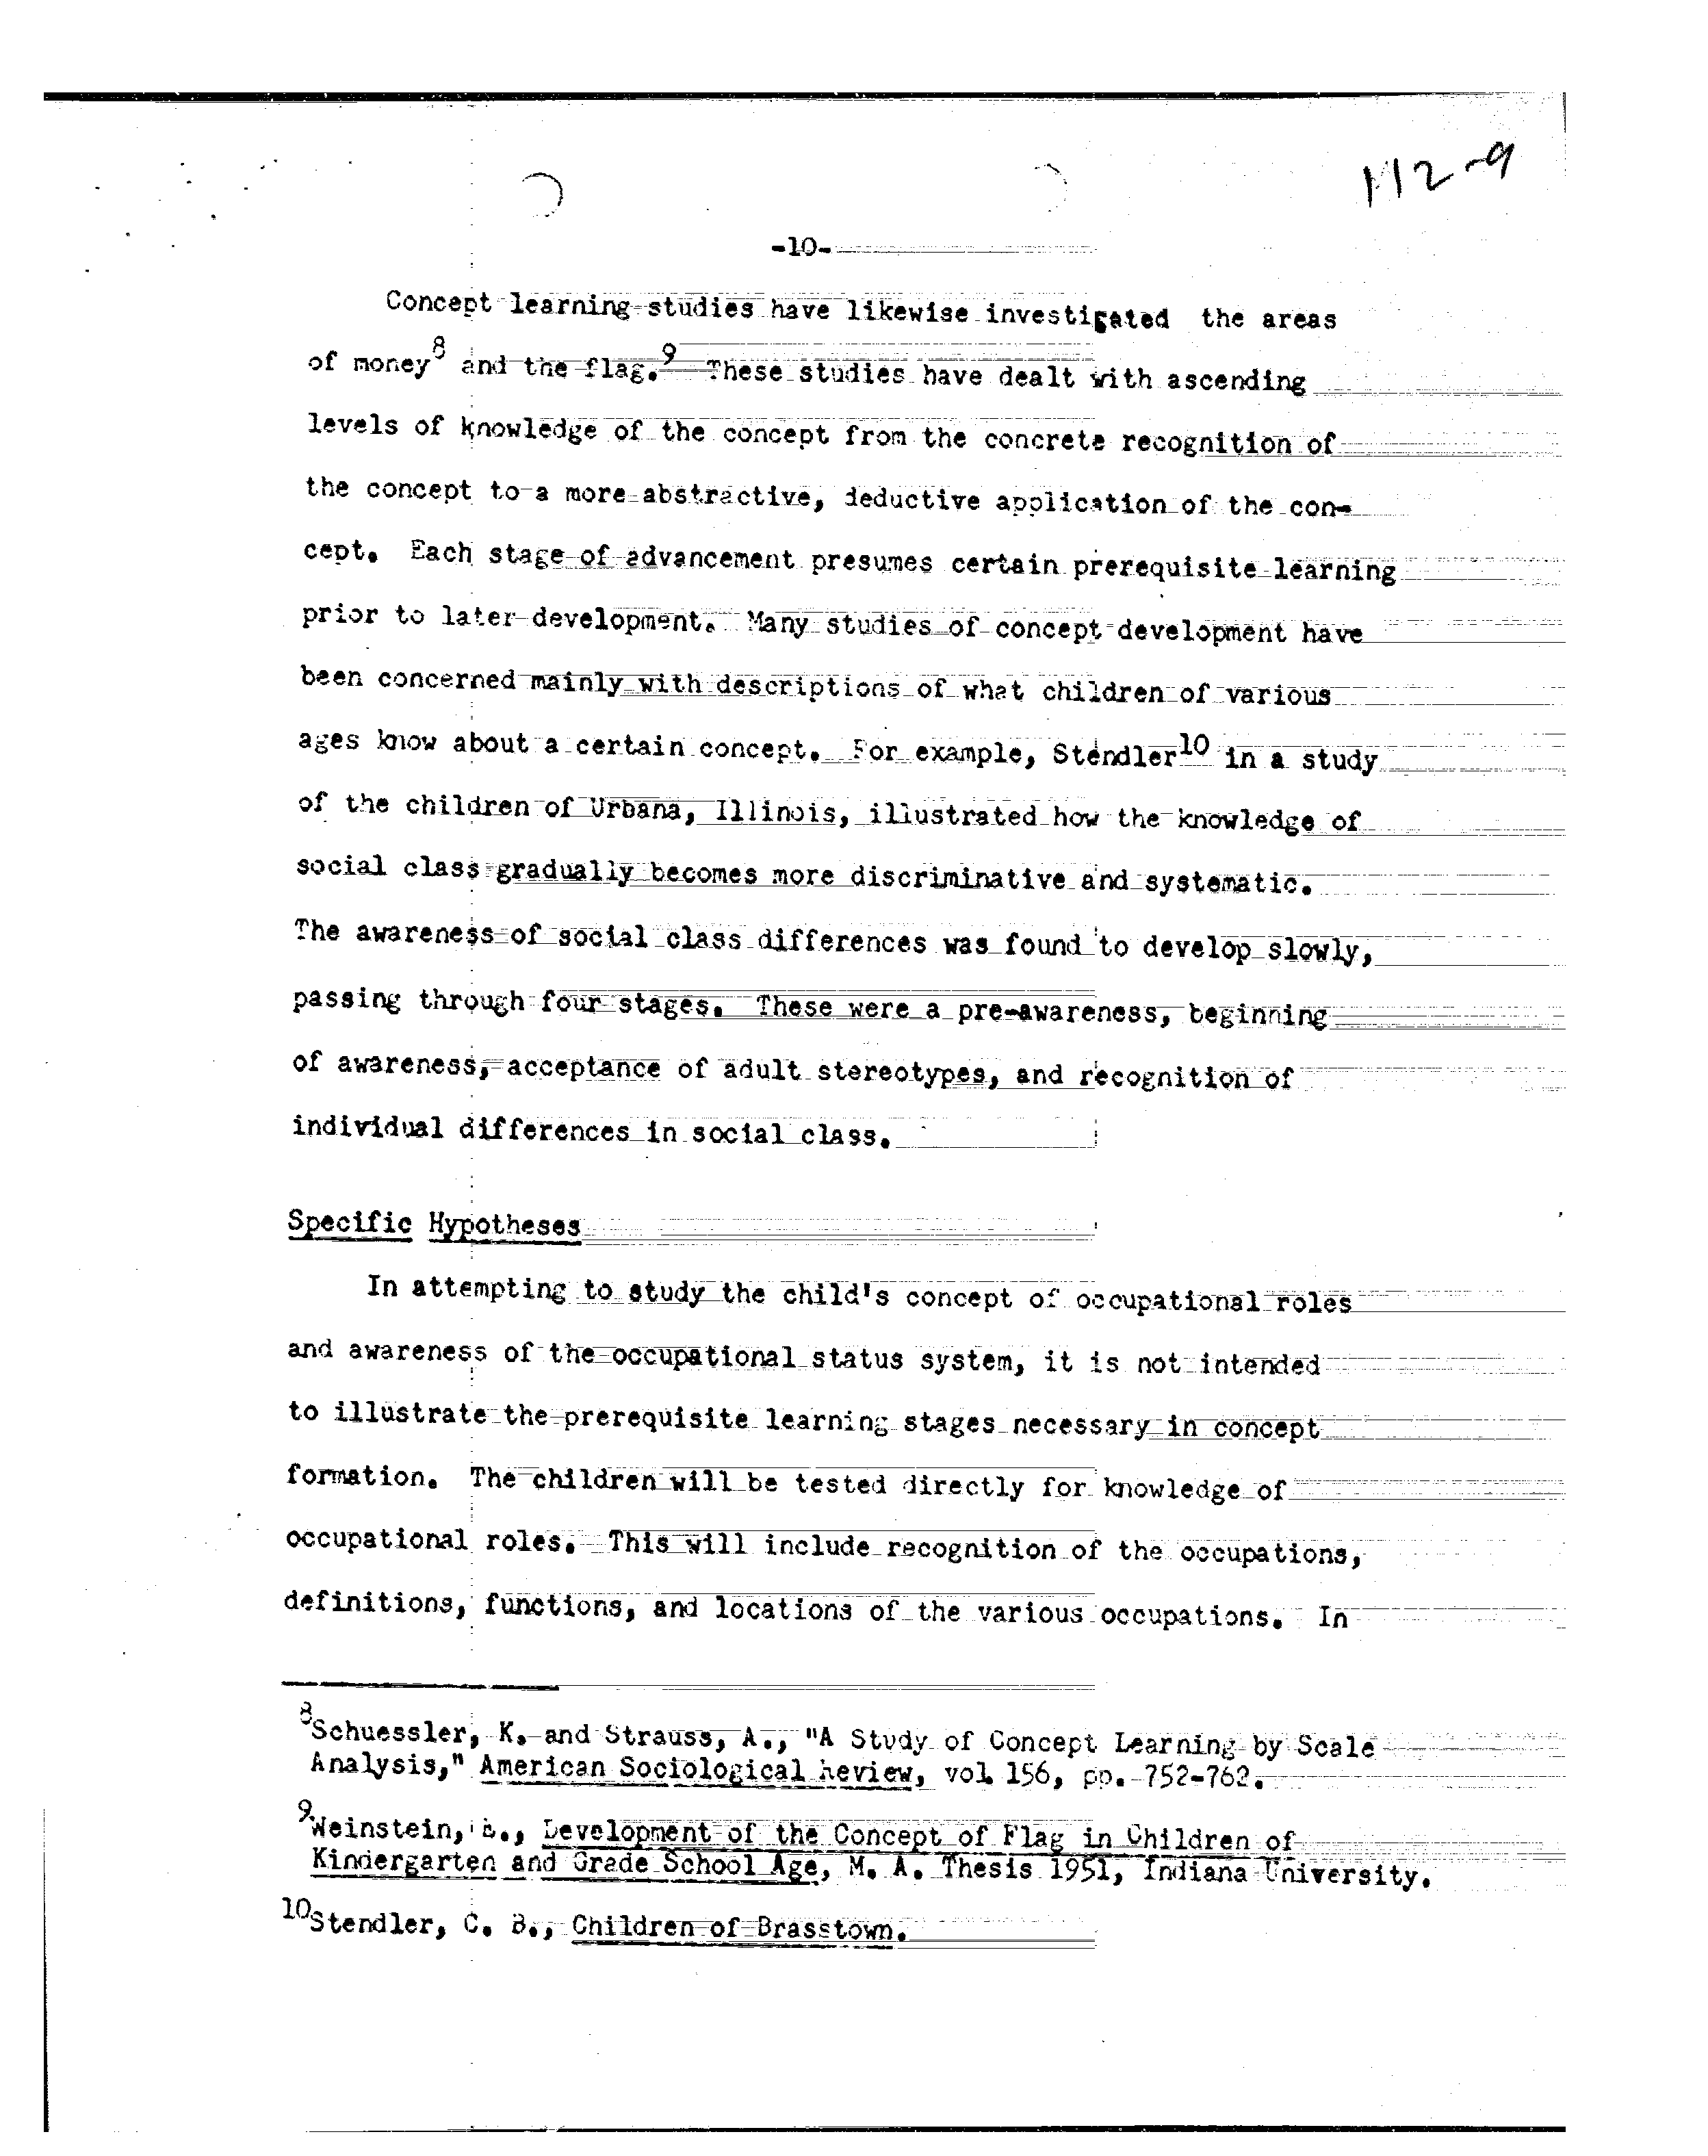 112-9
-10-
Concept learning studies have likewise investigated the areas
of money8 and the flag.9 These studies have dealt with ascending
levels of knowledge of the concept from the concrete recognition of
the concept to a more abstractive, deductive application of the con-
cept. Each stage of advancement presumes certain prerequisite learning
prior to later development. Many studies of concept development have
been concerned mainly with descriptions of what children of various
ages know about a certain concept. For example, Stendler10 in a study
of the children of Urbana, Illinois, illustrated how the knowledge of
social class gradually becomes more discriminative and systematic.
The awareness of social class differences was found to develop slowly,
passing through four stages. These were a pre-awareness, beginning
of awareness, acceptance of adult stereotypes, and recognition of
individual differences in social class.
Specific Hypotheses
In attempting to study the child's concept of occupational roles
and awareness of the occupational status system, it is not intended
to illustrate the prerequisite learning stages necessary in concept
formation. The children will be tested directly for knowledge of
occupational roles. This will include recognition of the occupations,
definitions, functions, and locations of the various occupations. In
8Schuessler, K. and Strauss, A., "A Study of Concept Learning by Scale
Analysis," American Sociological Review, vol 156, pp. 752-762.
9Weinstein, E., Development of the Concept of Flag in Children of
Kindergarten and Grade School Age, M. A. Thesis 1951, Indiana University.
10Stendler, C. B., Children of Brasstown.